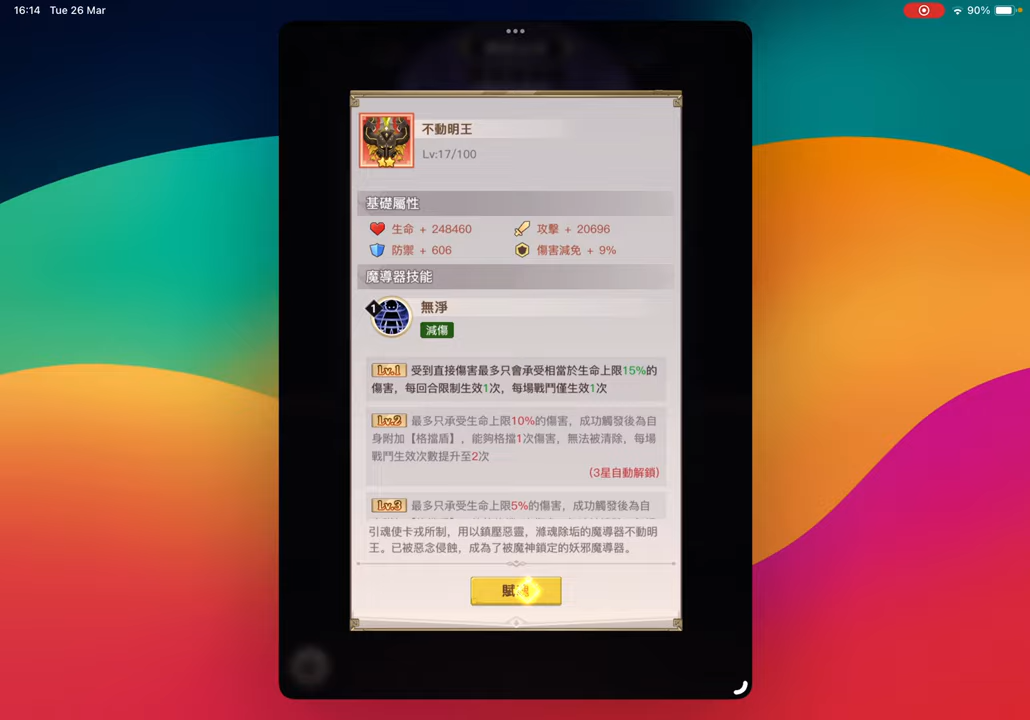 16:14 Tue 26 Mar
90%
不動明王
Lv:17/100
基礎屬性
生命 + 248460
攻擊 + 20696
防禦 + 606
傷害減免 + 9%
魔導器技能
1
無淨
減傷
Lv.1 受到直接傷害最多只會承受相當於生命上限15%的
傷害，每回合限制生效1次，每場戰鬥僅生效1次
Lv.2 最多只承受生命上限10%的傷害，成功觸發後為自
身附加【格擋盾】，能夠格擋1次傷害，無法被清除，每場
戰鬥生效次數提升至2次
(3星自動解鎖)
Lv.3 最多只承受生命上限5%的傷害，成功觸發後為自
引魂使卡戎所制，用以鎮壓惡靈，滌魂除垢的魔導器不動明
王。已被惡念侵蝕，成為了被魔神鎖定的妖邪魔導器。
賦